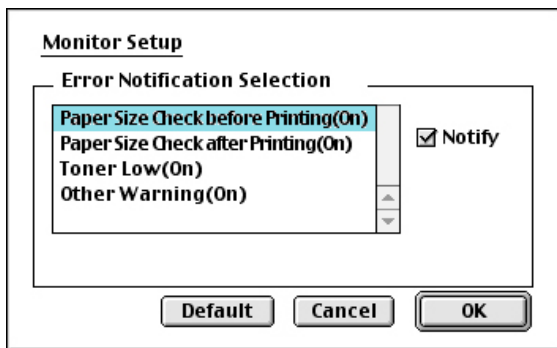 Monitor Setup
Error Notification Selection
Paper Size Check before Printing(On)
Paper Size Check after Printing(On)
Toner Low(On)
Other Warning(On)
Notify
Default
Cancel
OK